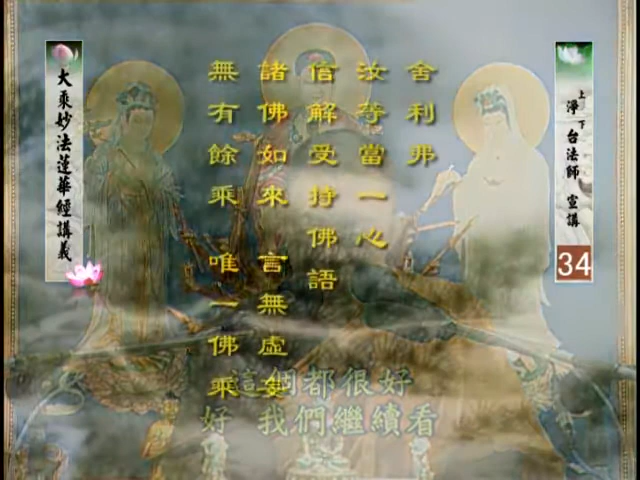 大乘妙法蓮華經講義
舍利弗
汝等當一心
信解受持佛語
諸佛如來 言無虛妄
無有餘乘 唯一佛乘
上淨下台法師 宣講
34
這個都很好
好 我們繼續看